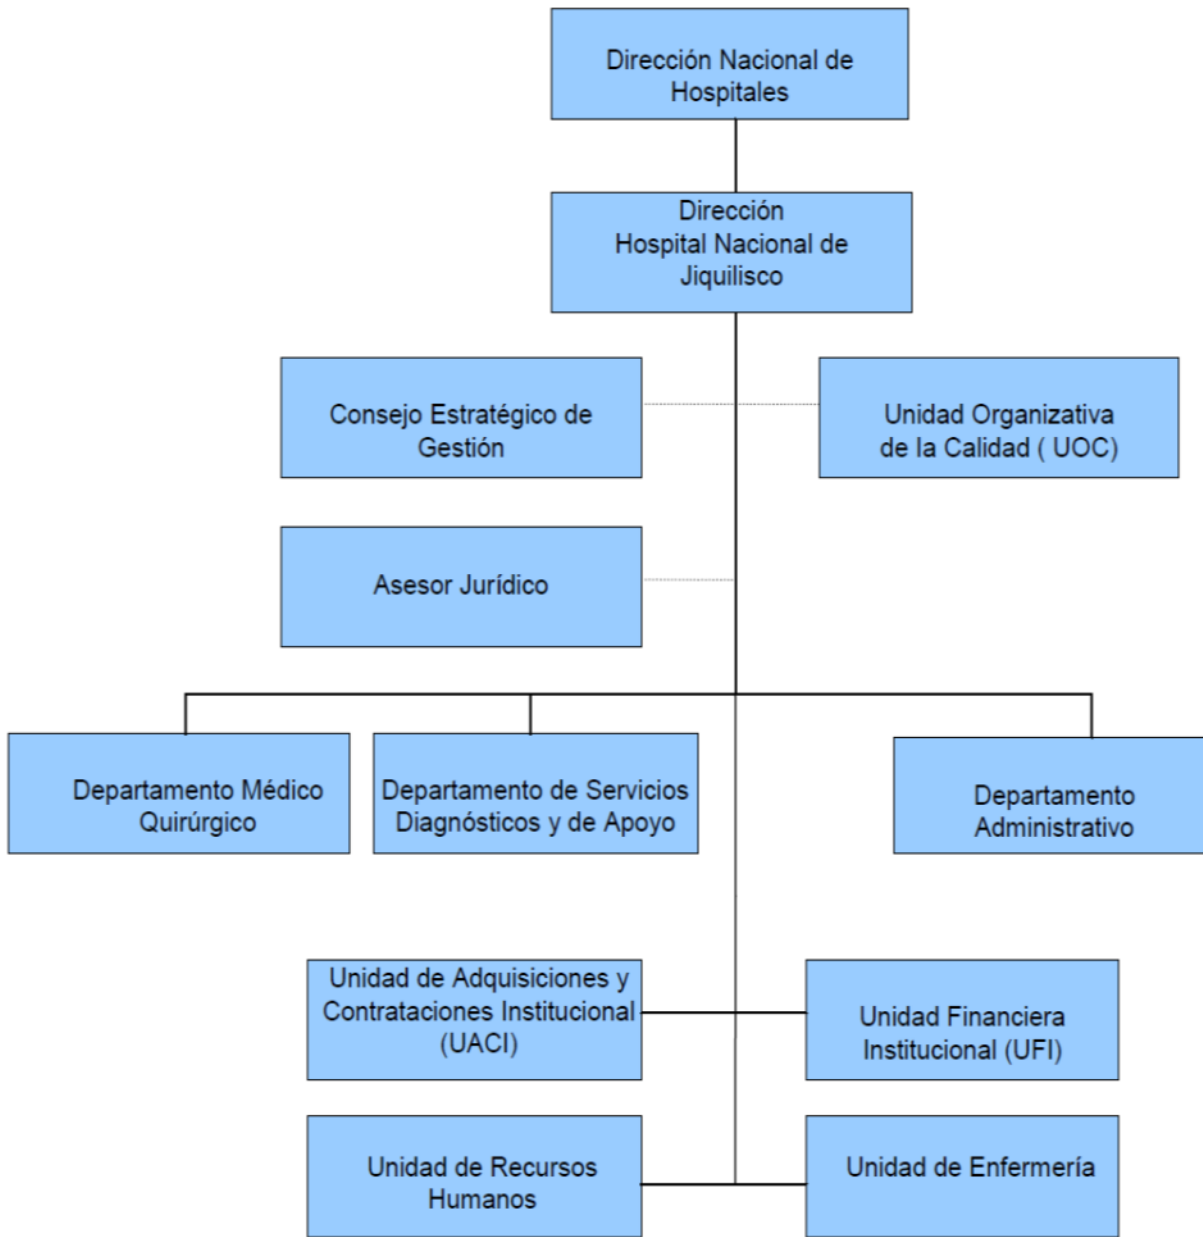 Dirección Nacional de
Hospitales
Dirección
Hospital Nacional de
Jiquilisco
Consejo Estratégico de
Gestión
Unidad Organizativa
de la Calidad ( UOC)
Asesor Jurídico
Departamento Médico
Quirúrgico
Departamento de Servicios
Diagnósticos y de Apoyo
Departamento
Administrativo
Unidad de Adquisiciones y
Contrataciones Institucional
(UACI)
Unidad Financiera
Institucional (UFI)
Unidad de Recursos
Humanos
Unidad de Enfermería